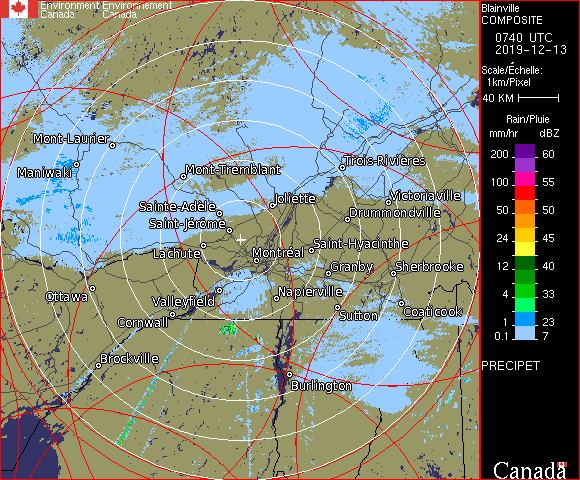 Environment Environnement
Canada Canada
Blainville
COMPOSITE
0740 UTC
2019-12-13
Scale/Échelle:
1km/Pixel
40 KM
Rain/Pluie
mm/hr dBZ
200 60
100 55
50 50
24 45
12 40
4 33
1 23
0.1 7
PRECIPET
Canada
Mont-Laurier
Maniwaki
Mont-Tremblant
Trois-Rivières
Sainte-Adèle
Joliette
Victoriaville
Saint-Jérôme
Drummondville
Lachute
Montréal
Saint-Hyacinthe
Granby
Sherbrooke
Ottawa
Valleyfield
Napierville
Cornwall
Sutton
Coaticook
Brockville
Burlington